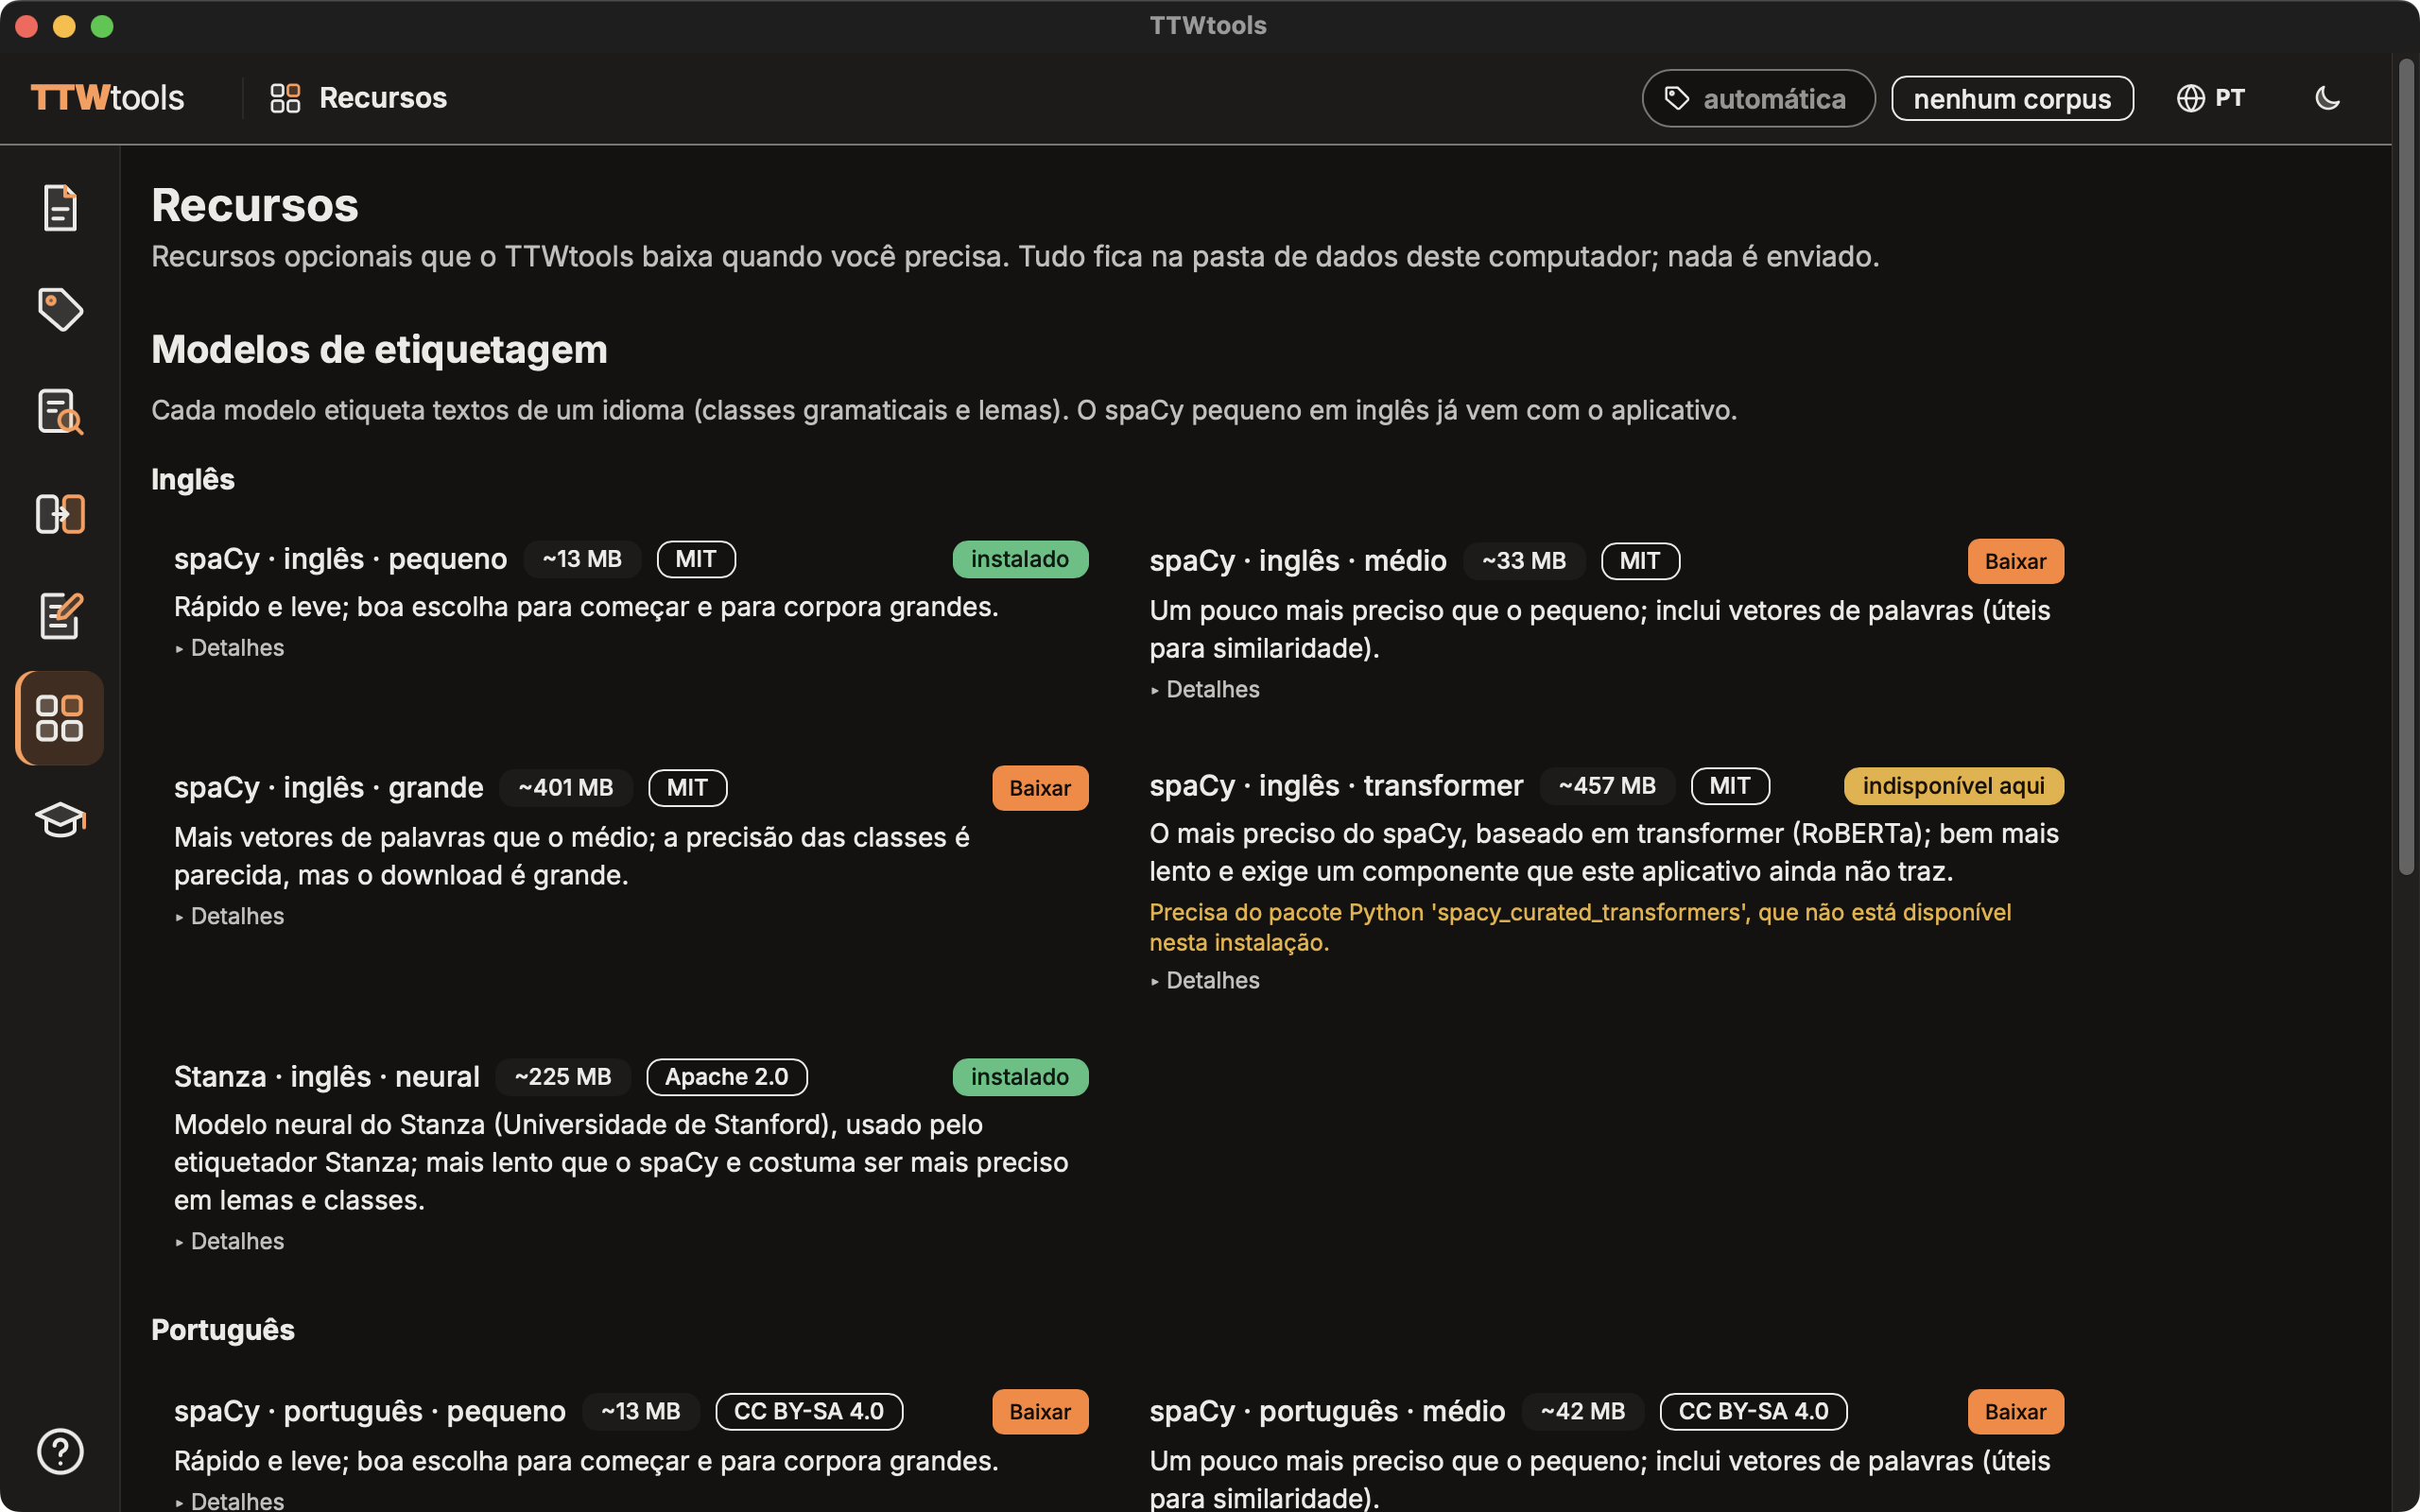 TTWtools
TTWtools
Recursos
automática
nenhum corpus
PT
Recursos
Recursos opcionais que o TTWtools baixa quando você precisa. Tudo fica na pasta de dados deste computador; nada é enviado.
Modelos de etiquetagem
Cada modelo etiqueta textos de um idioma (classes gramaticais e lemas). O spaCy pequeno em inglês já vem com o aplicativo.
Inglês
spaCy · inglês · pequeno ~13 MB MIT instalado
Rápido e leve; boa escolha para começar e para corpora grandes.
▸ Detalhes
spaCy · inglês · médio ~33 MB MIT Baixar
Um pouco mais preciso que o pequeno; inclui vetores de palavras (úteis
para similaridade).
▸ Detalhes
spaCy · inglês · grande ~401 MB MIT Baixar
Mais vetores de palavras que o médio; a precisão das classes é
parecida, mas o download é grande.
▸ Detalhes
spaCy · inglês · transformer ~457 MB MIT indisponível aqui
O mais preciso do spaCy, baseado em transformer (RoBERTa); bem mais
lento e exige um componente que este aplicativo ainda não traz.
Precisa do pacote Python 'spacy_curated_transformers', que não está disponível
nesta instalação.
▸ Detalhes
Stanza · inglês · neural ~225 MB Apache 2.0 instalado
Modelo neural do Stanza (Universidade de Stanford), usado pelo
etiquetador Stanza; mais lento que o spaCy e costuma ser mais preciso
em lemas e classes.
▸ Detalhes
Português
spaCy · português · pequeno ~13 MB CC BY-SA 4.0 Baixar
Rápido e leve; boa escolha para começar e para corpora grandes.
▸ Detalhes
spaCy · português · médio ~42 MB CC BY-SA 4.0 Baixar
Um pouco mais preciso que o pequeno; inclui vetores de palavras (úteis
para similaridade).